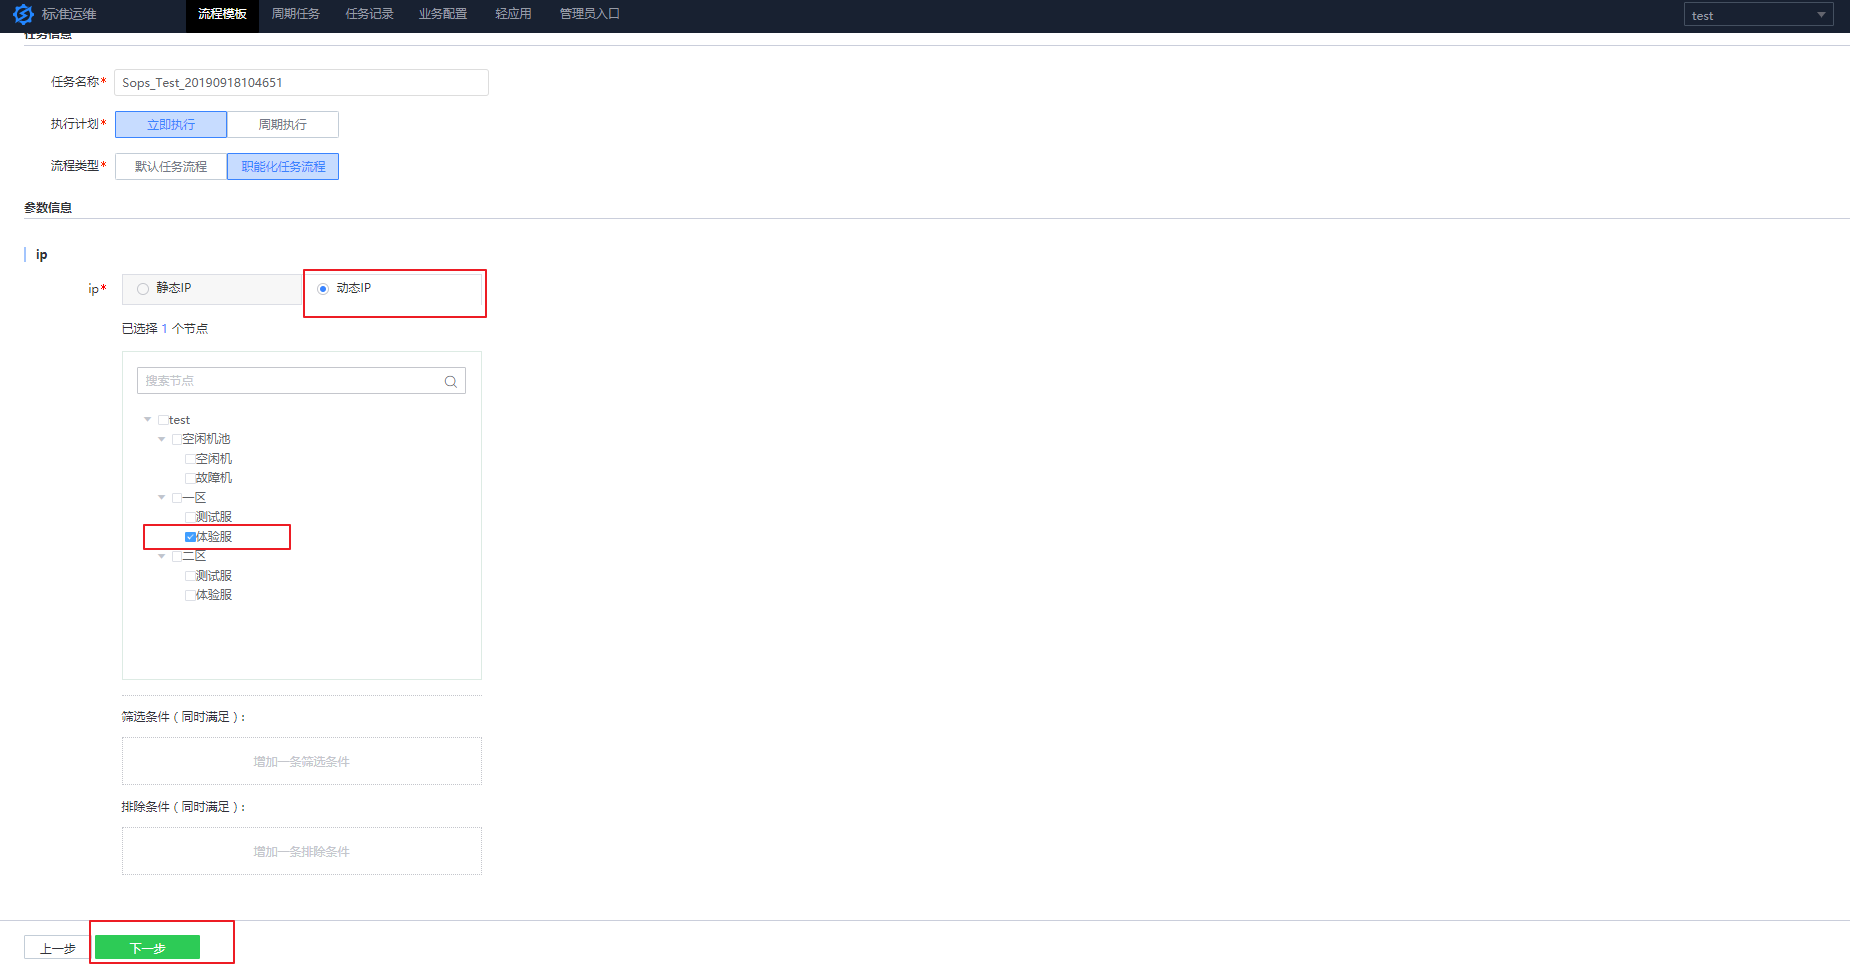 标准运维 流程模板 周期任务 任务记录 业务配置 轻应用 管理员入口 test
任务信息
任务名称* Sops_Test_20190918104651
执行计划* 立即执行 周期执行
流程类型* 默认任务流程 职能化任务流程
参数信息
ip
ip* 静态IP 动态IP
已选择 1 个节点
搜索节点
test
空闲机池
空闲机
故障机
一区
测试服
体验服
二区
测试服
体验服
筛选条件(同时满足):
增加一条筛选条件
排除条件(同时满足):
增加一条排除条件
上一步 下一步